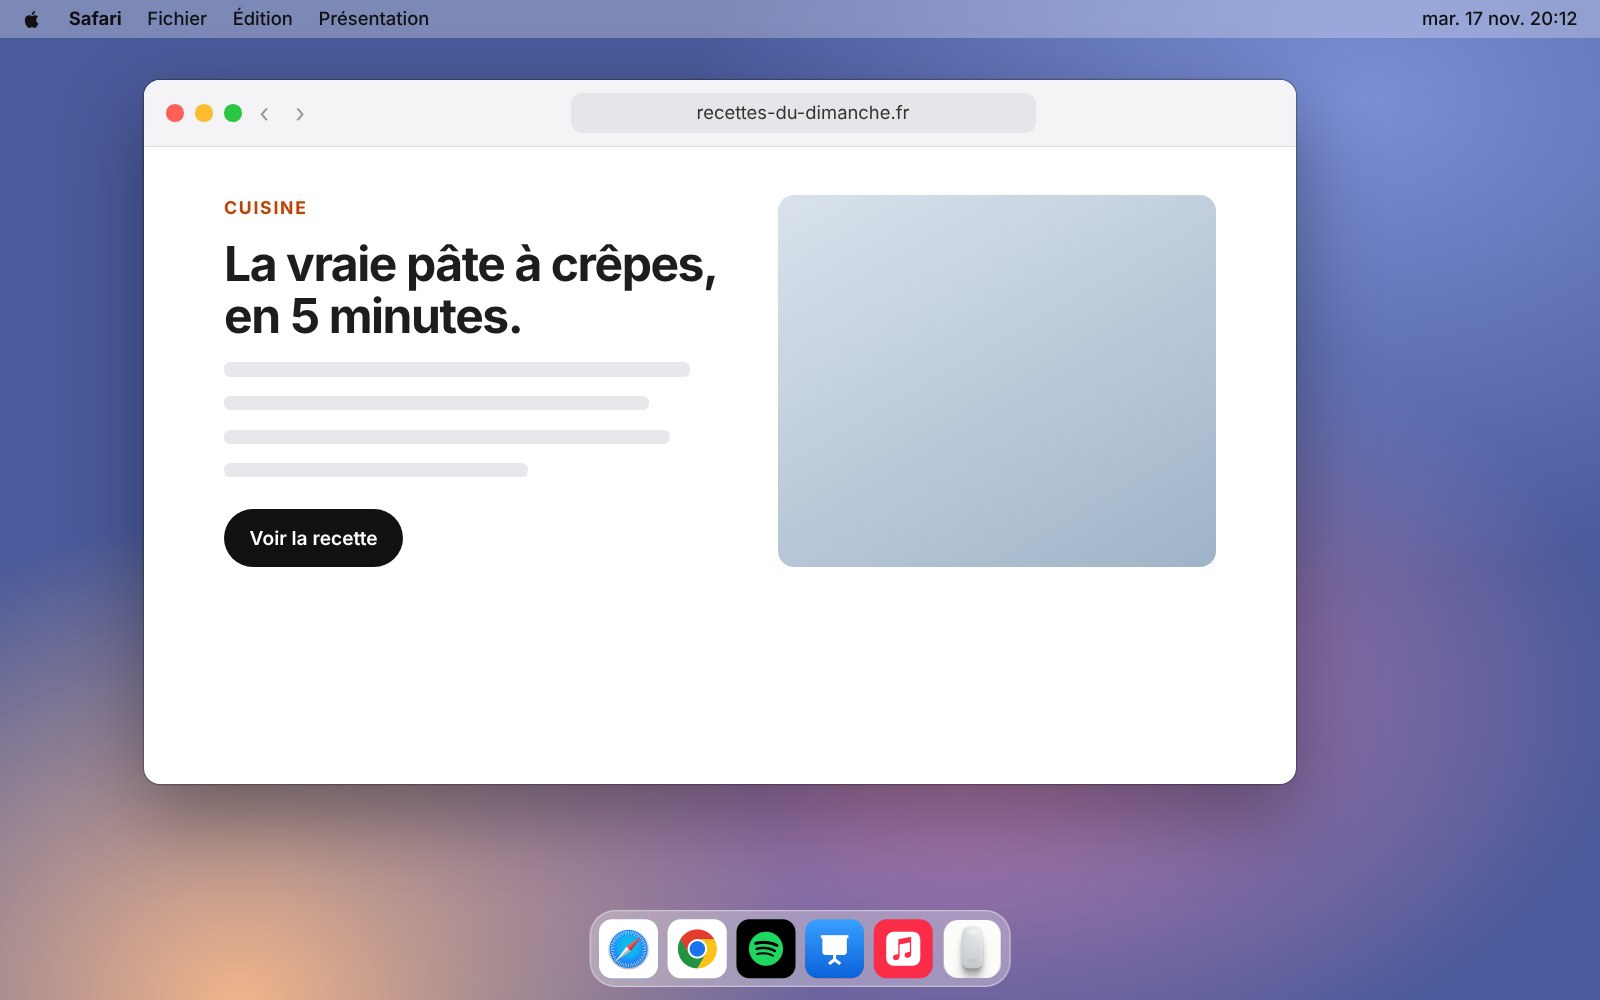 Safari Fichier Édition Présentation mar. 17 nov. 20:12
recettes-du-dimanche.fr
CUISINE
La vraie pâte à crêpes,
en 5 minutes.
Voir la recette